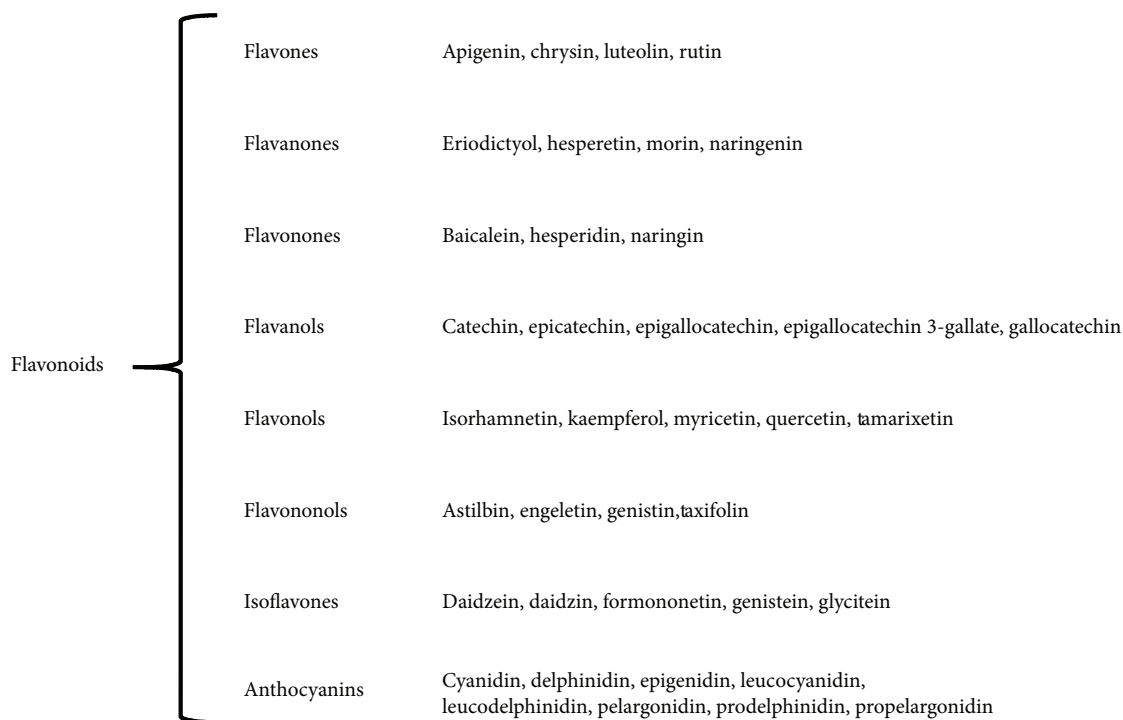 Flavones Apigenin, chrysin, luteolin, rutin
Flavanones Eriodictyol, hesperetin, morin, naringenin
Flavonones Baicalein, hesperidin, naringin
Flavanols Catechin, epicatechin, epigallocatechin, epigallocatechin 3-gallate, gallocatechin
Flavonoids
Flavonols Isorhamnetin, kaempferol, myricetin, quercetin, tamarixetin
Flavononols Astilbin, engeletin, genistin,taxifolin
Isoflavones Daidzein, daidzin, formononetin, genistein, glycitein
Anthocyanins Cyanidin, delphinidin, epigenidin, leucocyanidin,
leucodelphinidin, pelargonidin, prodelphinidin, propelargonidin